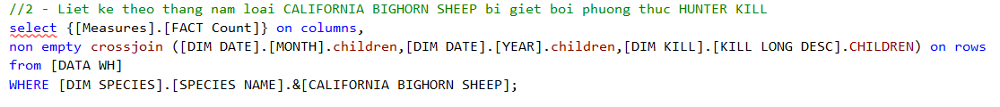 //2 - Liet ke theo thang nam loai CALIFORNIA BIGHORN SHEEP bi giet boi phuong thuc HUNTER KILL
select {[Measures].[FACT Count]} on columns,
non empty crossjoin ([DIM DATE].[MONTH].children,[DIM DATE].[YEAR].children,[DIM KILL].[KILL LONG DESC].CHILDREN) on rows
from [DATA WH]
WHERE [DIM SPECIES].[SPECIES NAME].&[CALIFORNIA BIGHORN SHEEP];